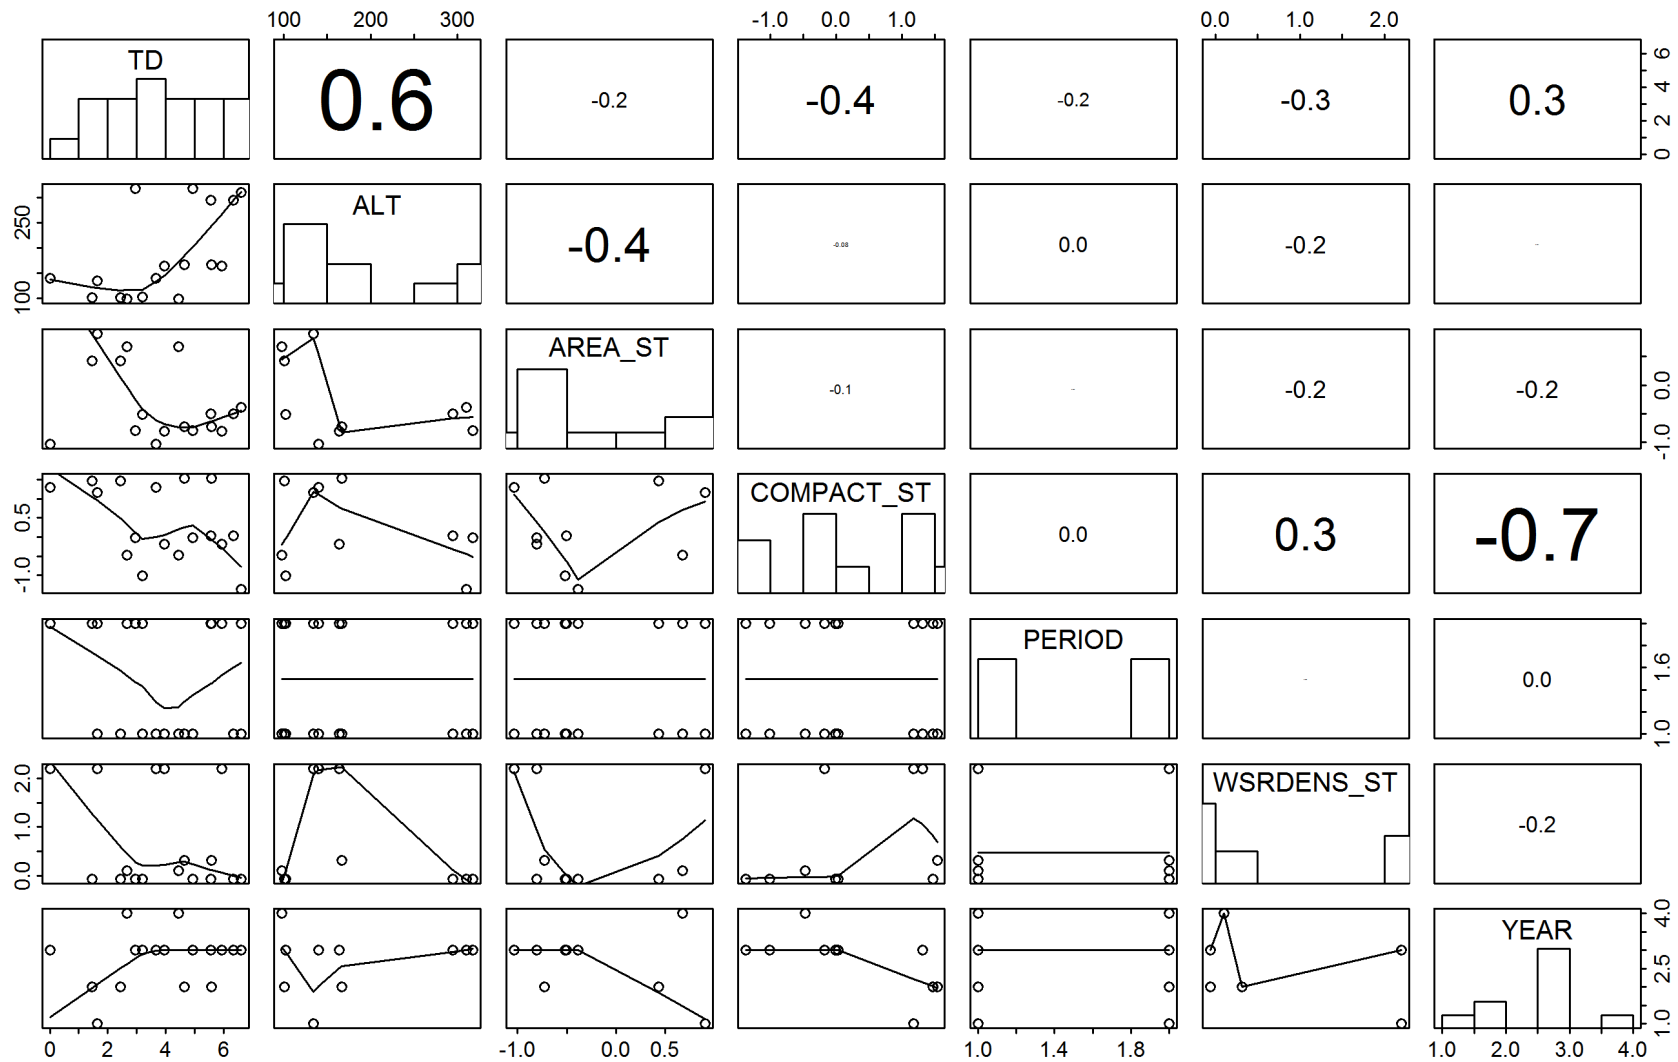 100 200 300 -1.0 0.0 1.0 0.0 1.0 2.0
TD 0.6 -0.2 -0.4 -0.2 -0.3 0.3 0 2 4 6
100 250 ALT -0.4 -0.08 0.0 -0.2
AREA_ST -0.1 -0.2 -0.2 -1.0 0.0
-1.0 0.5 COMPACT_ST 0.0 0.3 -0.7
PERIOD 0.0 1.0 1.6
0.0 1.0 2.0 WSRDENS_ST -0.2
YEAR 1.0 2.5 4.0
0 2 4 6 -1.0 0.0 0.5 1.0 1.4 1.8 1.0 2.0 3.0 4.0